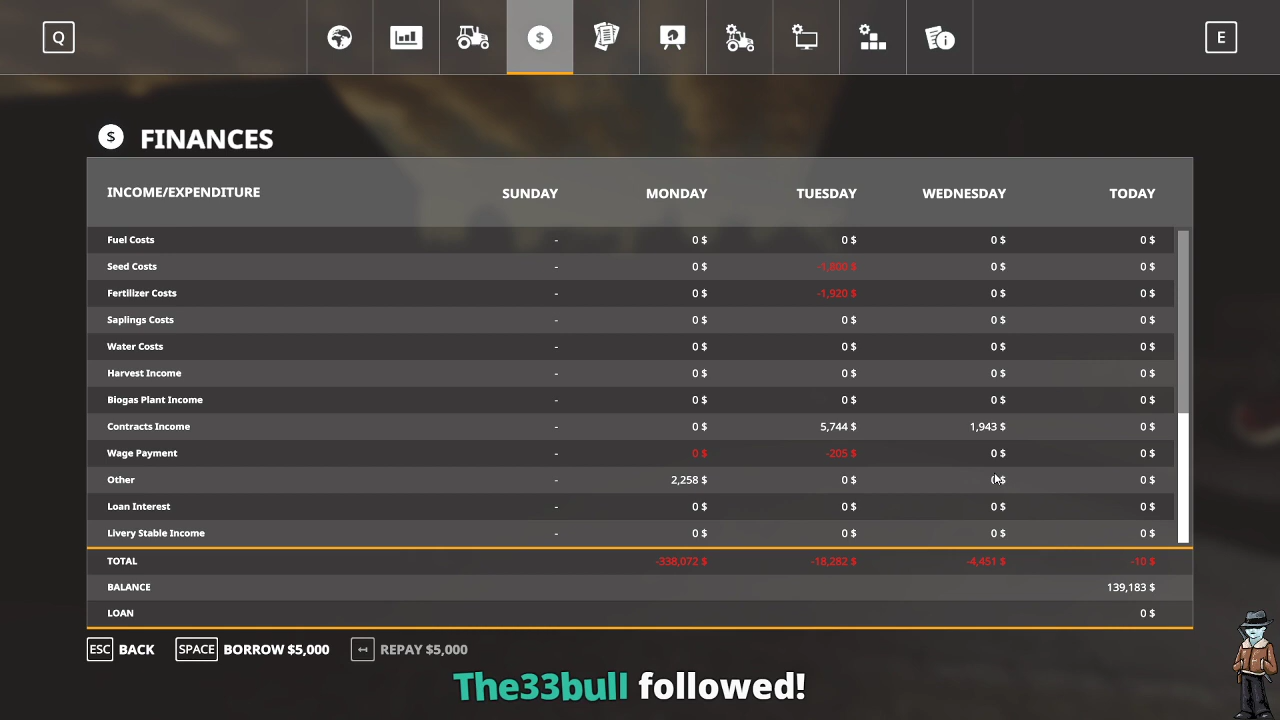 Q
$
E
$ FINANCES
INCOME/EXPENDITURE SUNDAY MONDAY TUESDAY WEDNESDAY TODAY
Fuel Costs - 0 $ 0 $ 0 $ 0 $
Seed Costs - 0 $ -1,800 $ 0 $ 0 $
Fertilizer Costs - 0 $ -1,920 $ 0 $ 0 $
Saplings Costs - 0 $ 0 $ 0 $ 0 $
Water Costs - 0 $ 0 $ 0 $ 0 $
Harvest Income - 0 $ 0 $ 0 $ 0 $
Biogas Plant Income - 0 $ 0 $ 0 $ 0 $
Contracts Income - 0 $ 5,744 $ 1,943 $ 0 $
Wage Payment - 0 $ -205 $ 0 $ 0 $
Other - 2,258 $ 0 $ 0 $ 0 $
Loan Interest - 0 $ 0 $ 0 $ 0 $
Livery Stable Income - 0 $ 0 $ 0 $ 0 $
TOTAL -338,072 $ -18,282 $ -4,451 $ -10 $
BALANCE 139,183 $
LOAN 0 $
ESC BACK SPACE BORROW $5,000 REPAY $5,000
The33bull followed!